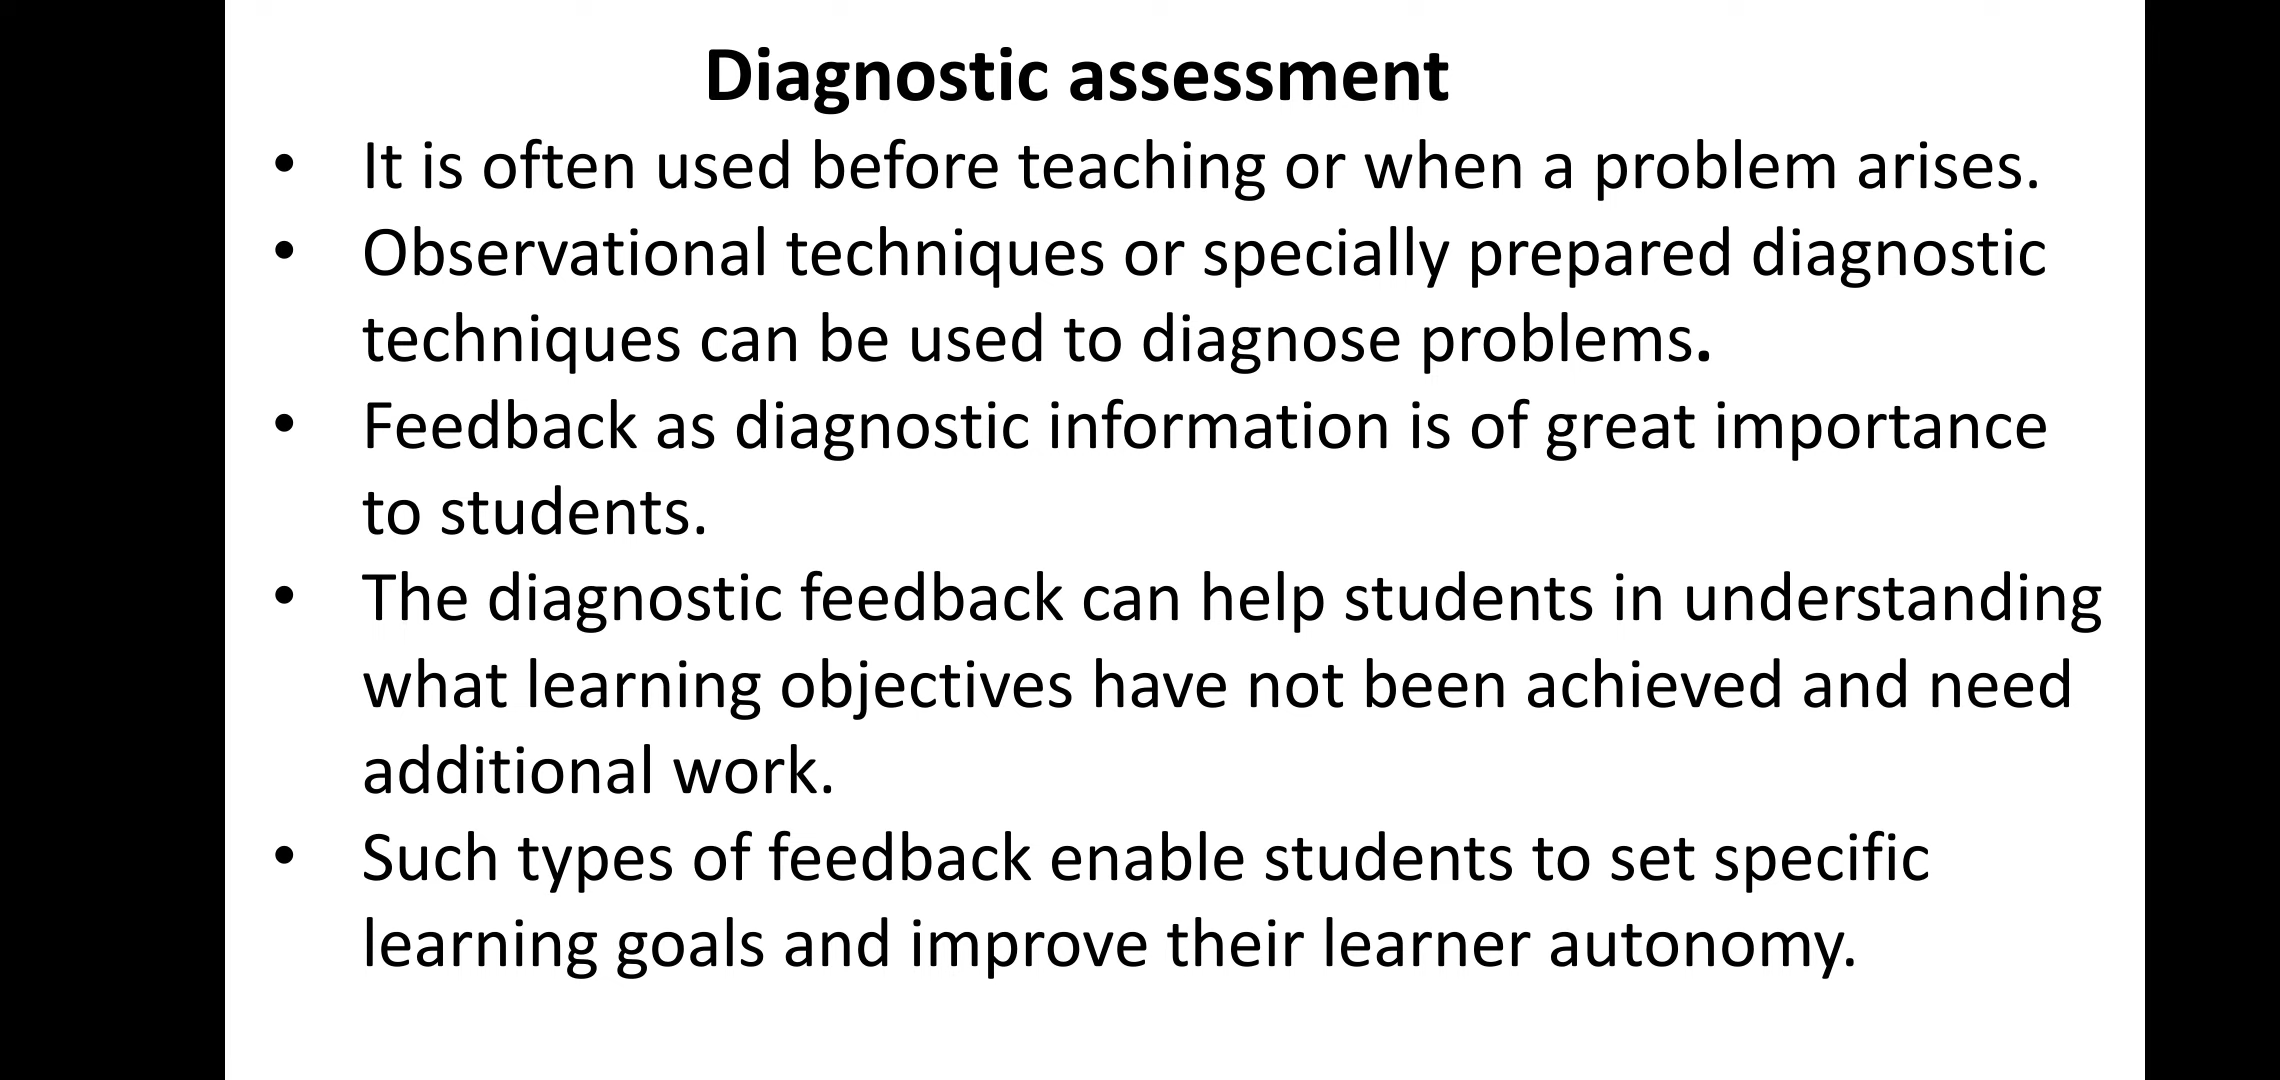 Diagnostic assessment
• It is often used before teaching or when a problem arises.
• Observational techniques or specially prepared diagnostic
techniques can be used to diagnose problems.
• Feedback as diagnostic information is of great importance
to students.
• The diagnostic feedback can help students in understanding
what learning objectives have not been achieved and need
additional work.
• Such types of feedback enable students to set specific
learning goals and improve their learner autonomy.